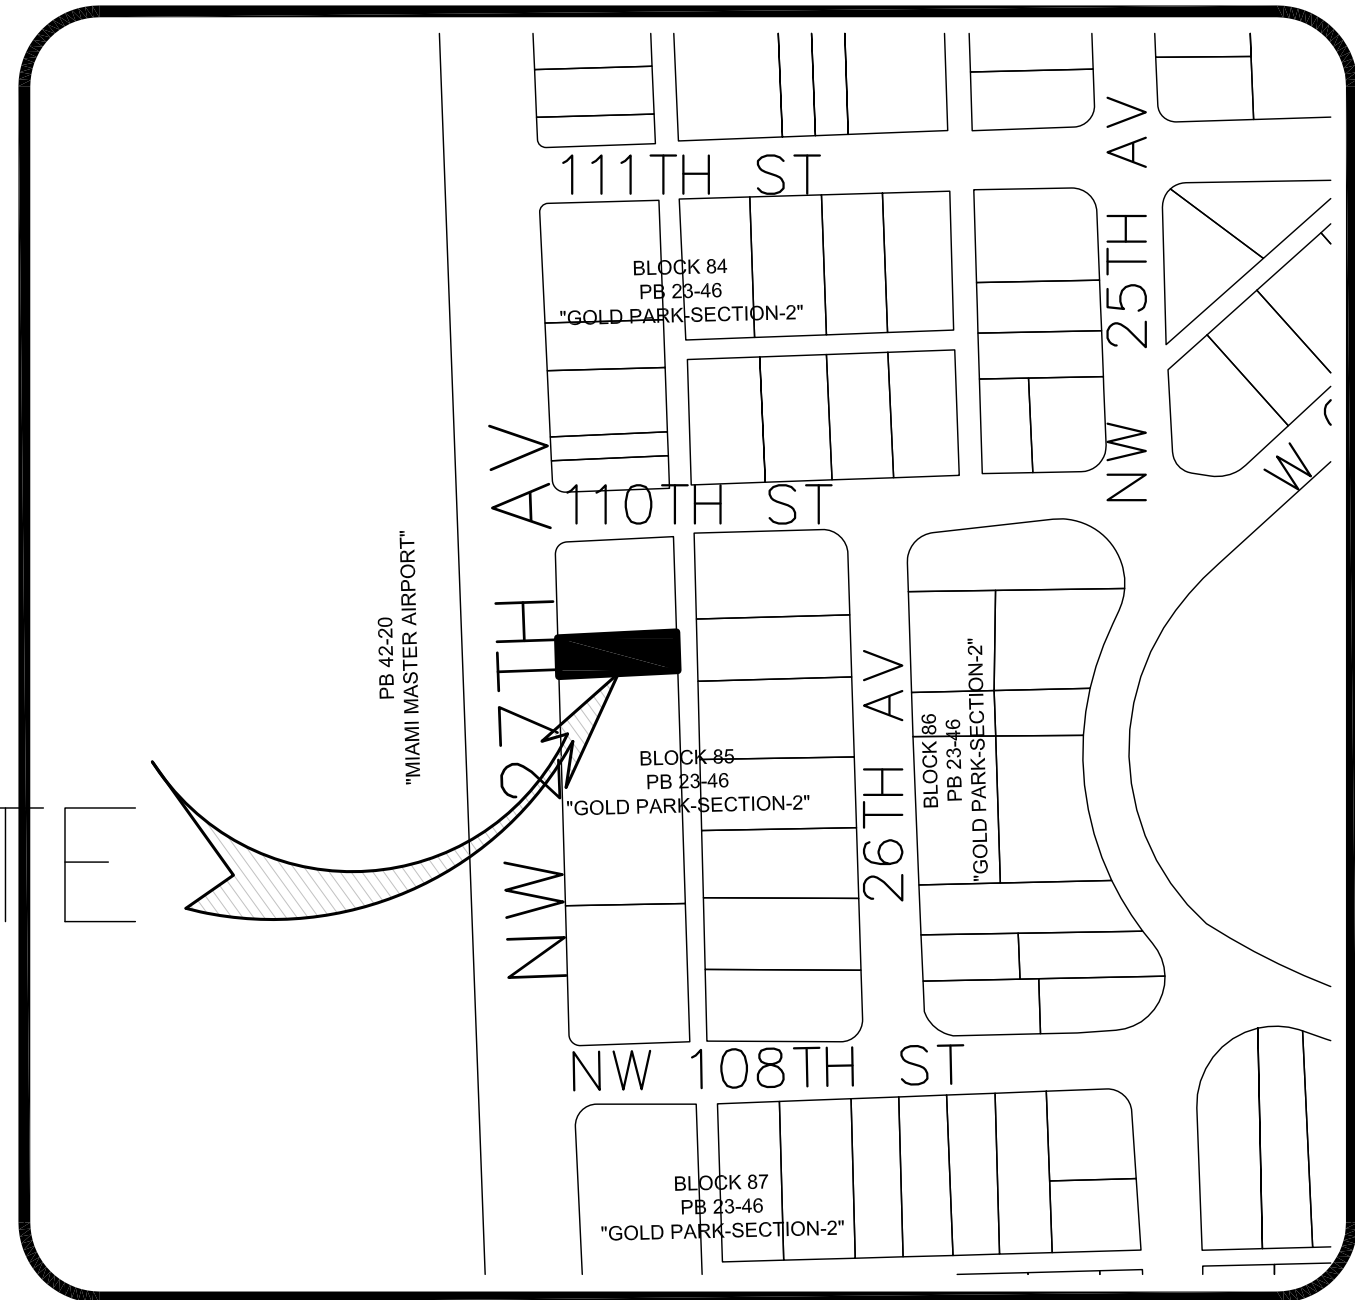 111TH ST
NW 25TH AV
BLOCK 84
PB 23-46
"GOLD PARK-SECTION-2"
110TH ST
NW 27TH AV
PB 42-20
"MIAMI MASTER AIRPORT"
BLOCK 85
PB 23-46
"GOLD PARK-SECTION-2"
26TH AV
BLOCK 86
PB 23-46
"GOLD PARK-SECTION-2"
TE
NW 108TH ST
BLOCK 87
PB 23-46
"GOLD PARK-SECTION-2"